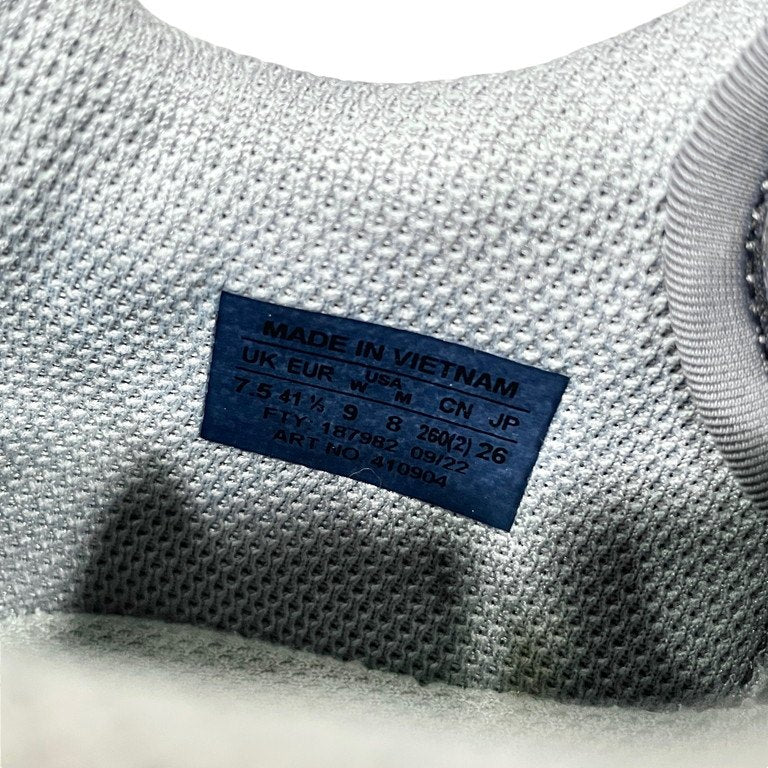 MADE IN VIETNAM
UK EUR USA CN JP
W M
7.5 41 ⅓ 9 8 260(2) 26
FTY. 187982 09/22
ART NO. 410904